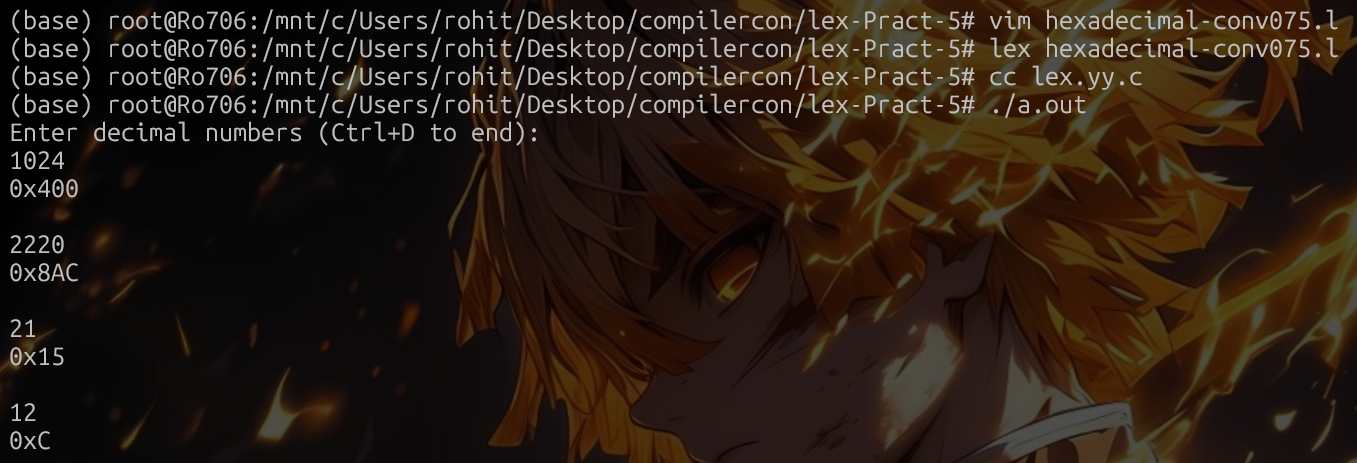 (base) root@Ro706:/mnt/c/Users/rohit/Desktop/compilercon/lex-Pract-5# vim hexadecimal-conv075.l
(base) root@Ro706:/mnt/c/Users/rohit/Desktop/compilercon/lex-Pract-5# lex hexadecimal-conv075.l
(base) root@Ro706:/mnt/c/Users/rohit/Desktop/compilercon/lex-Pract-5# cc lex.yy.c
(base) root@Ro706:/mnt/c/Users/rohit/Desktop/compilercon/lex-Pract-5# ./a.out
Enter decimal numbers (Ctrl+D to end):
1024
0x400
2220
0x8AC
21
0x15
12
0xC